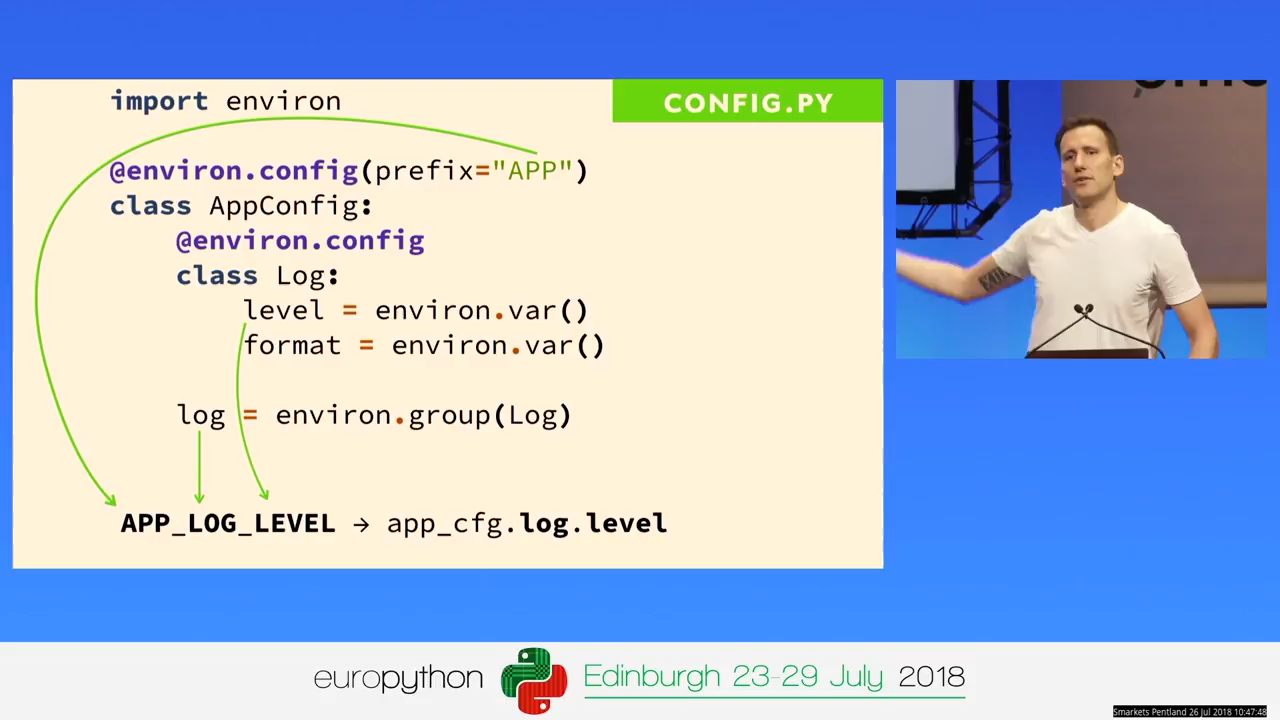 import environ
CONFIG.PY
@environ.config(prefix="APP")
class AppConfig:
@environ.config
class Log:
level = environ.var()
format = environ.var()
log = environ.group(Log)
APP_LOG_LEVEL → app_cfg.log.level
europython
Edinburgh 23-29 July 2018
Smarkets Pentland 26 Jul 2018 10:47:48